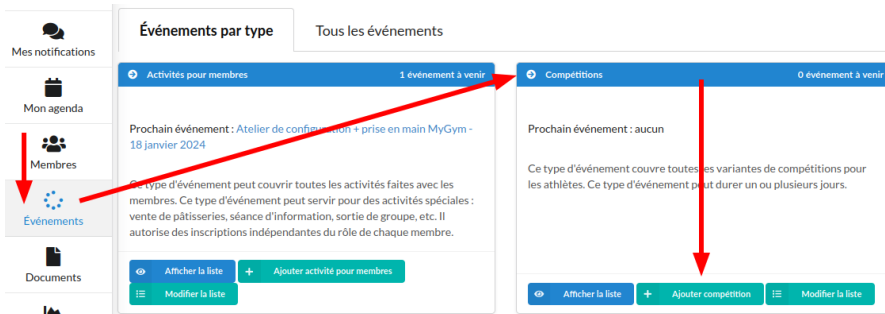 Mes notifications
Mon agenda
Membres
Événements
Documents
Événements par type
Tous les événements
Activités pour membres
1 événement à venir
Prochain événement : Atelier de configuration + prise en main MyGym -
18 janvier 2024
Ce type d'événement peut couvrir toutes les activités faites avec les
membres. Ce type d'événement peut servir pour des activités spéciales :
vente de pâtisseries, séance d'information, sortie de groupe, etc. Il
autorise des inscriptions indépendantes du rôle de chaque membre.
Afficher la liste
+ Ajouter activité pour membres
Modifier la liste
Compétitions
0 événement à venir
Prochain événement : aucun
Ce type d'événement couvre toutes les variantes de compétitions pour
les athlètes. Ce type d'événement peut durer un ou plusieurs jours.
Afficher la liste
+ Ajouter compétition
Modifier la liste